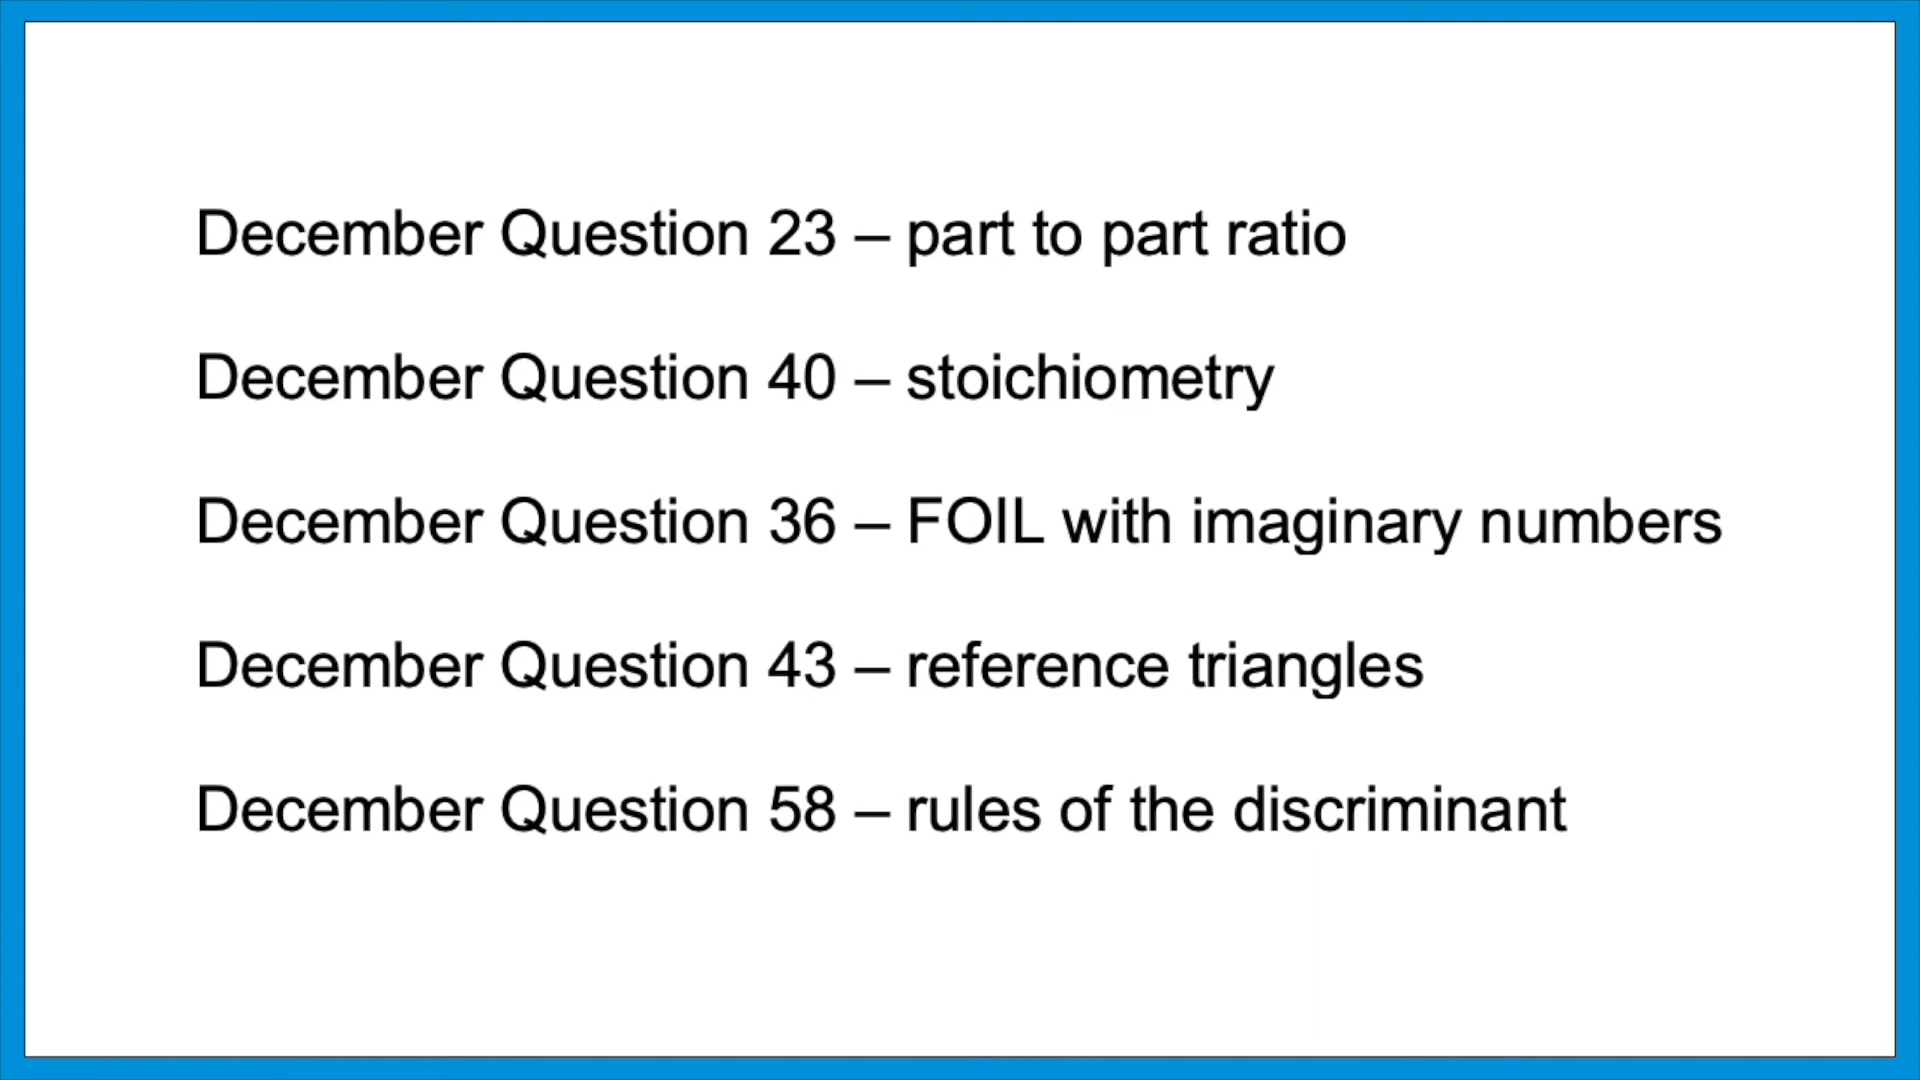 December Question 23 – part to part ratio
December Question 40 – stoichiometry
December Question 36 – FOIL with imaginary numbers
December Question 43 – reference triangles
December Question 58 – rules of the discriminant